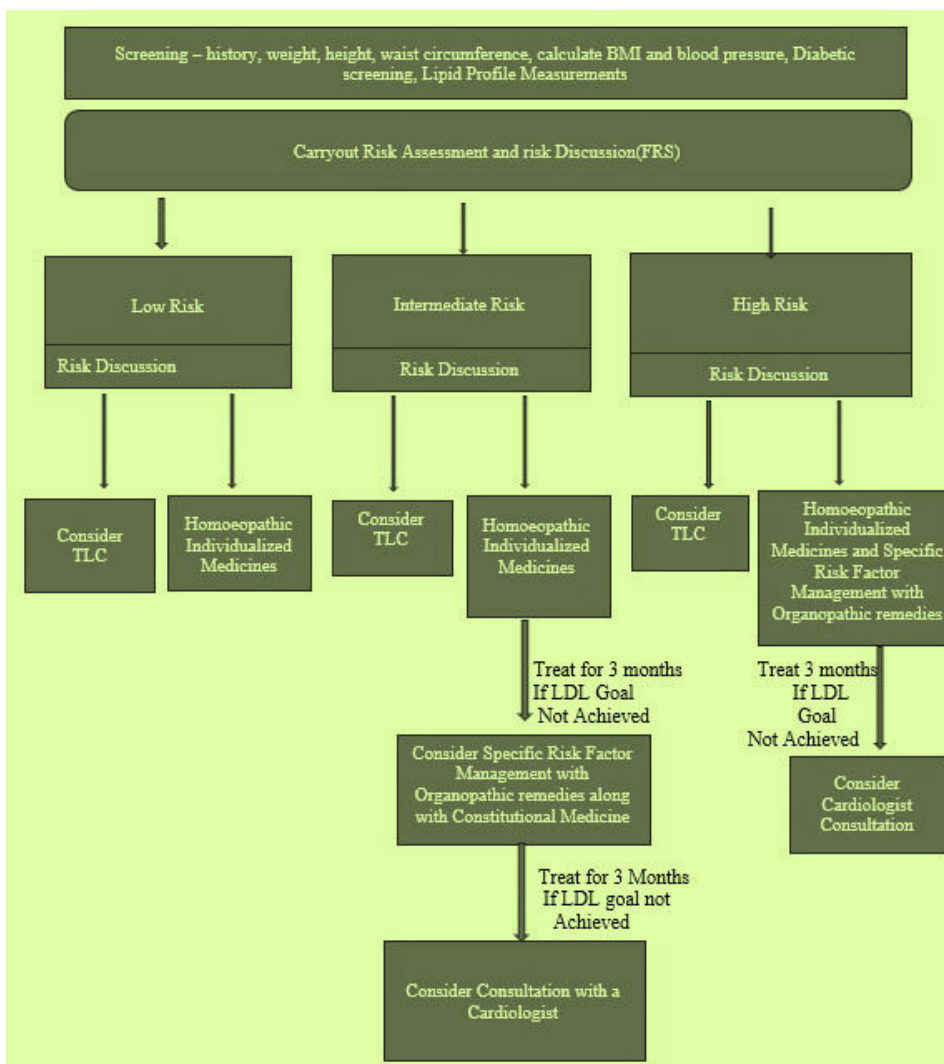 Screening – history, weight, height, waist circumference, calculate BMI and blood pressure, Diabetic
screening, Lipid Profile Measurements
Carryout Risk Assessment and risk Discussion(FRS)
Low Risk
Risk Discussion
Intermediate Risk
Risk Discussion
High Risk
Risk Discussion
Consider
TLC
Homoeopathic
Individualized
Medicines
Consider
TLC
Homoeopathic
Individualized
Medicines
Consider
TLC
Homoeopathic
Individualized
Medicines and Specific
Risk Factor
Management with
Organopathic remedies
Treat for 3 months
If LDL Goal
Not Achieved
Treat 3 months
If LDL
Goal
Not Achieved
Consider Specific Risk Factor
Management with
Organopathic remedies along
with Constitutional Medicine
Consider
Cardiologist
Consultation
Treat for 3 Months
If LDL goal not
Achieved
Consider Consultation with a
Cardiologist